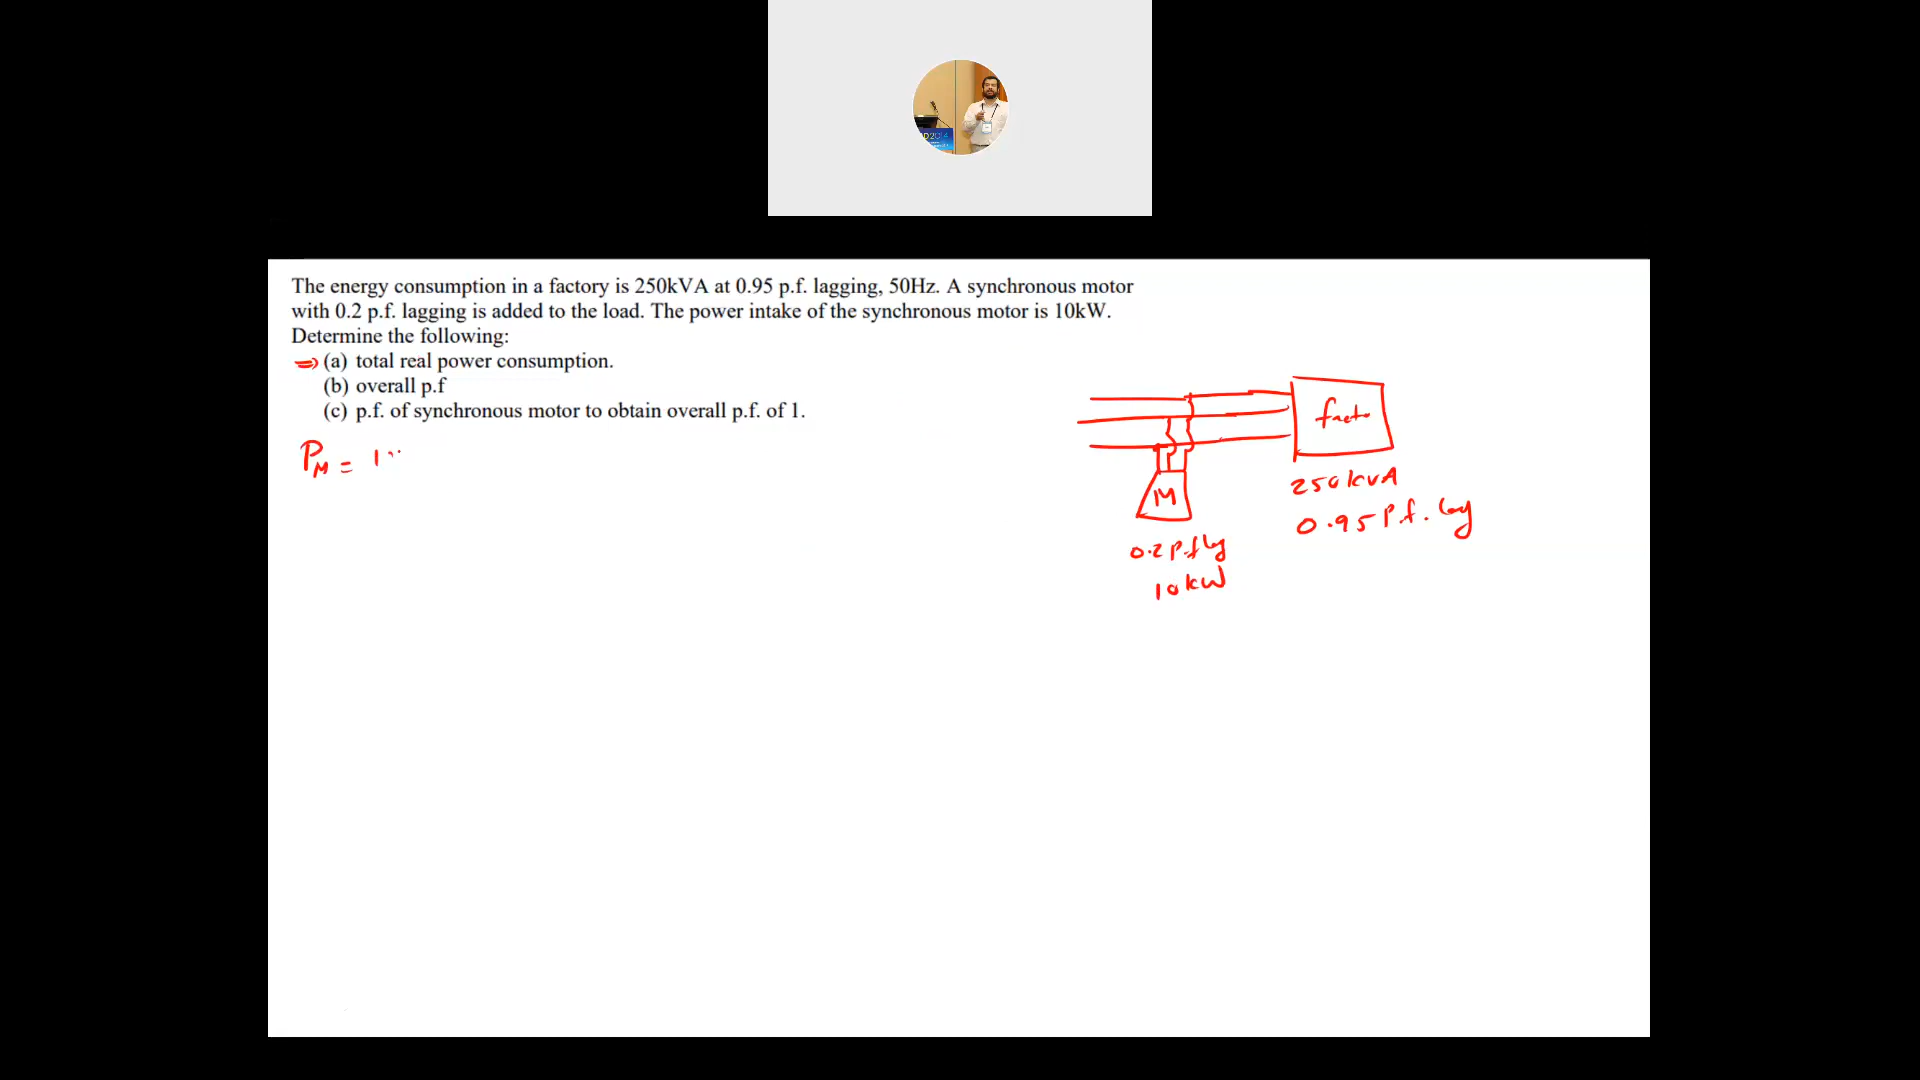 D2014
The energy consumption in a factory is 250kVA at 0.95 p.f. lagging, 50Hz. A synchronous motor
with 0.2 p.f. lagging is added to the load. The power intake of the synchronous motor is 10kW.
Determine the following:
⇒ (a) total real power consumption.
(b) overall p.f
(c) p.f. of synchronous motor to obtain overall p.f. of 1.
P_M = 1
facto
M
250kVA
0.95 p.f. lag
0.2 p.f lag
10kW